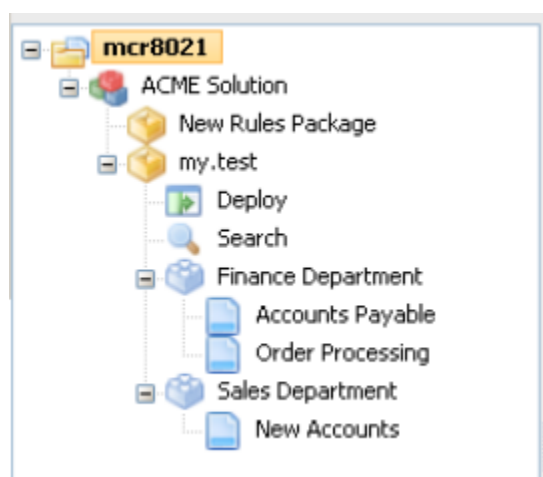 mcr8021
ACME Solution
New Rules Package
my.test
Deploy
Search
Finance Department
Accounts Payable
Order Processing
Sales Department
New Accounts